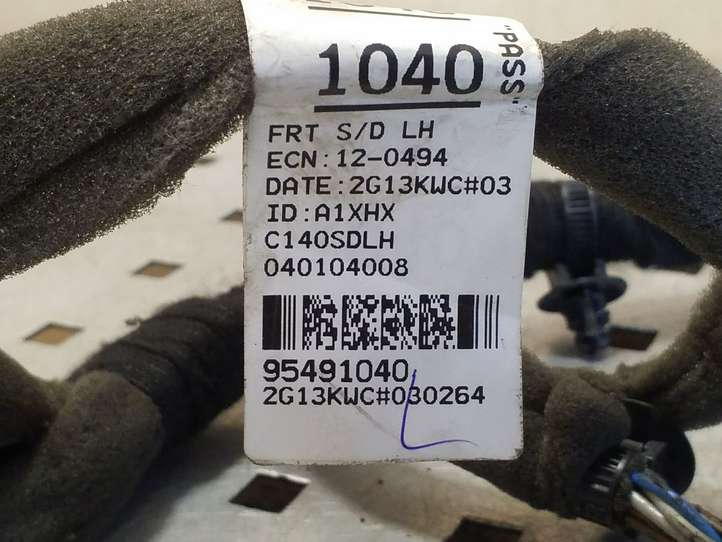 1040
"PASS"
FRT S/D LH
ECN:12-0494
DATE:2G13KWC#03
ID:A1XHX
C140SDLH
040104008
95491040
2G13KWC#030264